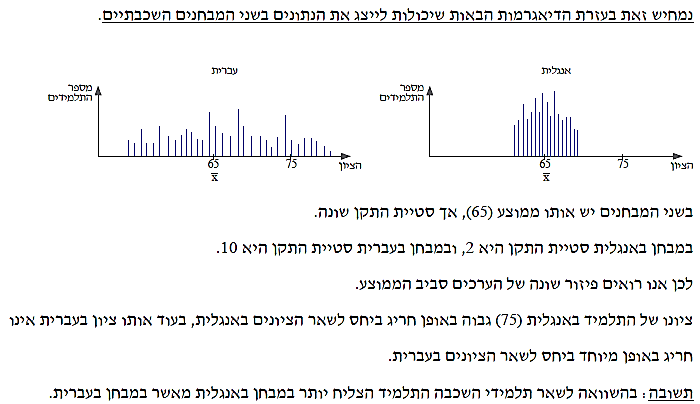 נמחיש זאת בעזרת הדיאגרמות הבאות שיכולות לייצג את הנתונים בשני המבחנים השכבתיים.
עברית
מספר
התלמידים
65
75
הציון
x̄
אנגלית
מספר
התלמידים
65
75
הציון
x̄
בשני המבחנים יש אותו ממוצע (65), אך סטיית התקן שונה.
במבחן באנגלית סטיית התקן היא 2, ובמבחן בעברית סטיית התקן היא 10.
לכן אנו רואים פיזור שונה של הערכים סביב הממוצע.
ציונו של התלמיד באנגלית (75) גבוה באופן חריג ביחס לשאר הציונים באנגלית, בעוד אותו ציון בעברית אינו
חריג באופן מיוחד ביחס לשאר הציונים בעברית.
תשובה: בהשוואה לשאר תלמידי השכבה התלמיד הצליח יותר במבחן באנגלית מאשר במבחן בעברית.